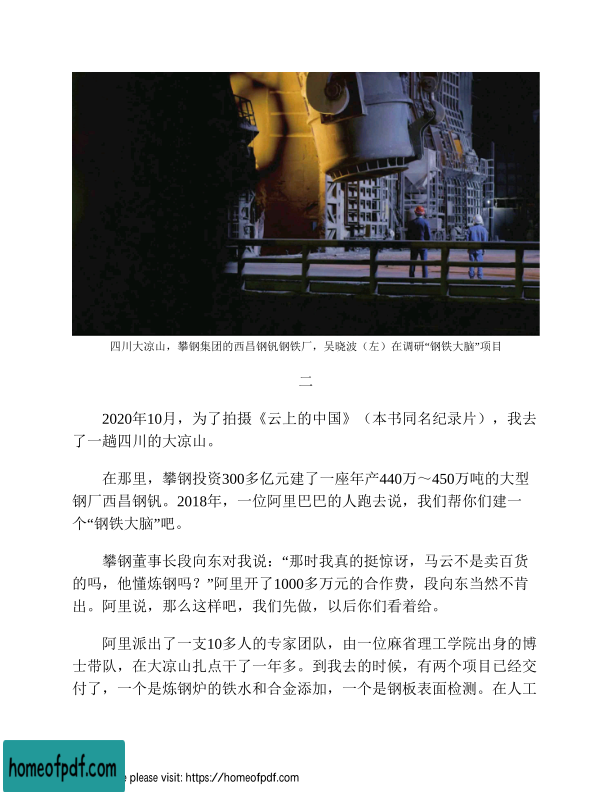 四川大凉山，攀钢集团的西昌钢钒钢铁厂，吴晓波（左）在调研“钢铁大脑”项目
二
2020年10月，为了拍摄《云上的中国》（本书同名纪录片），我去
了一趟四川的大凉山。
在那里，攀钢投资300多亿元建了一座年产440万～450万吨的大型
钢厂西昌钢钒。2018年，一位阿里巴巴的人跑去说，我们帮你们建一
个“钢铁大脑”吧。
攀钢董事长段向东对我说：“那时我真的挺惊讶，马云不是卖百货
的吗，他懂炼钢吗？”阿里开了1000多万元的合作费，段向东当然不肯
出。阿里说，那么这样吧，我们先做，以后你们看着给。
阿里派出了一支10多人的专家团队，由一位麻省理工学院出身的博
士带队，在大凉山扎点干了一年多。到我去的时候，有两个项目已经交
付了，一个是炼钢炉的铁水和合金添加，一个是钢板表面检测。在人工
homeofpdf.com
e please visit: https://homeofpdf.com